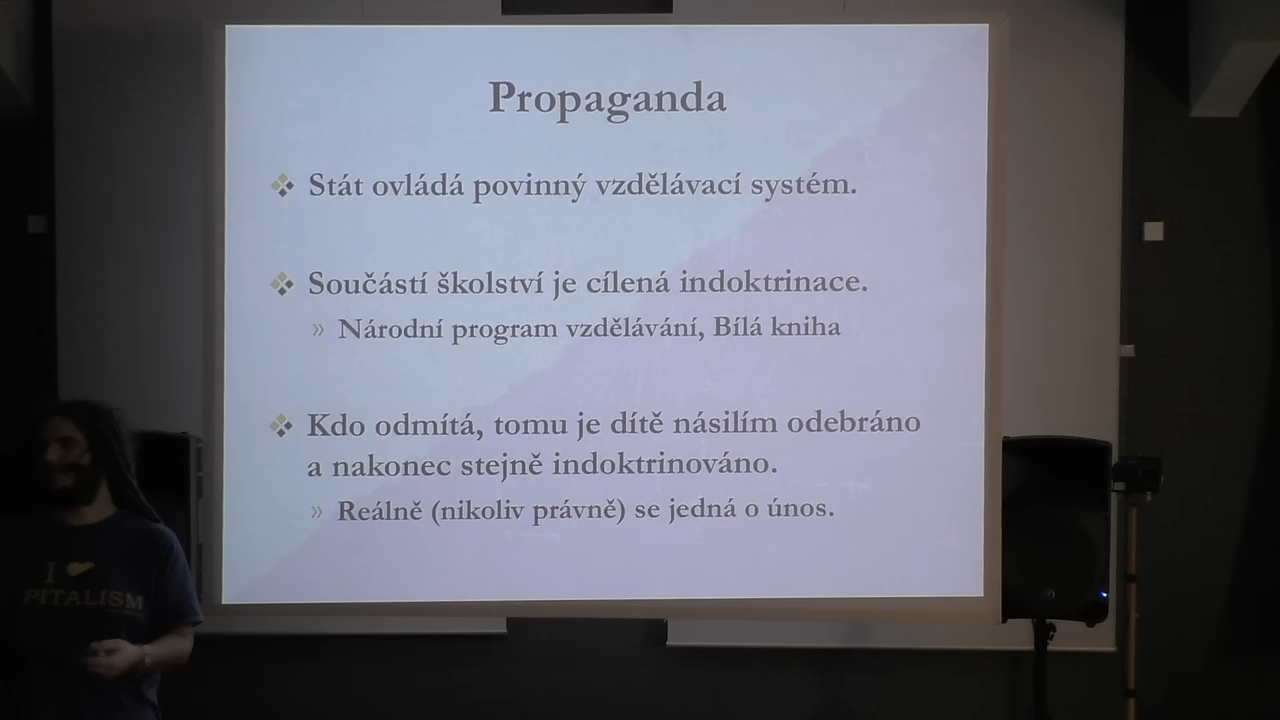 Propaganda
Stát ovládá povinný vzdělávací systém.
Součástí školství je cílená indoktrinace.
» Národní program vzdělávání, Bílá kniha
Kdo odmítá, tomu je dítě násilím odebráno
a nakonec stejně indoktrinováno.
» Reálně (nikoliv právně) se jedná o únos.
I
PITALISM